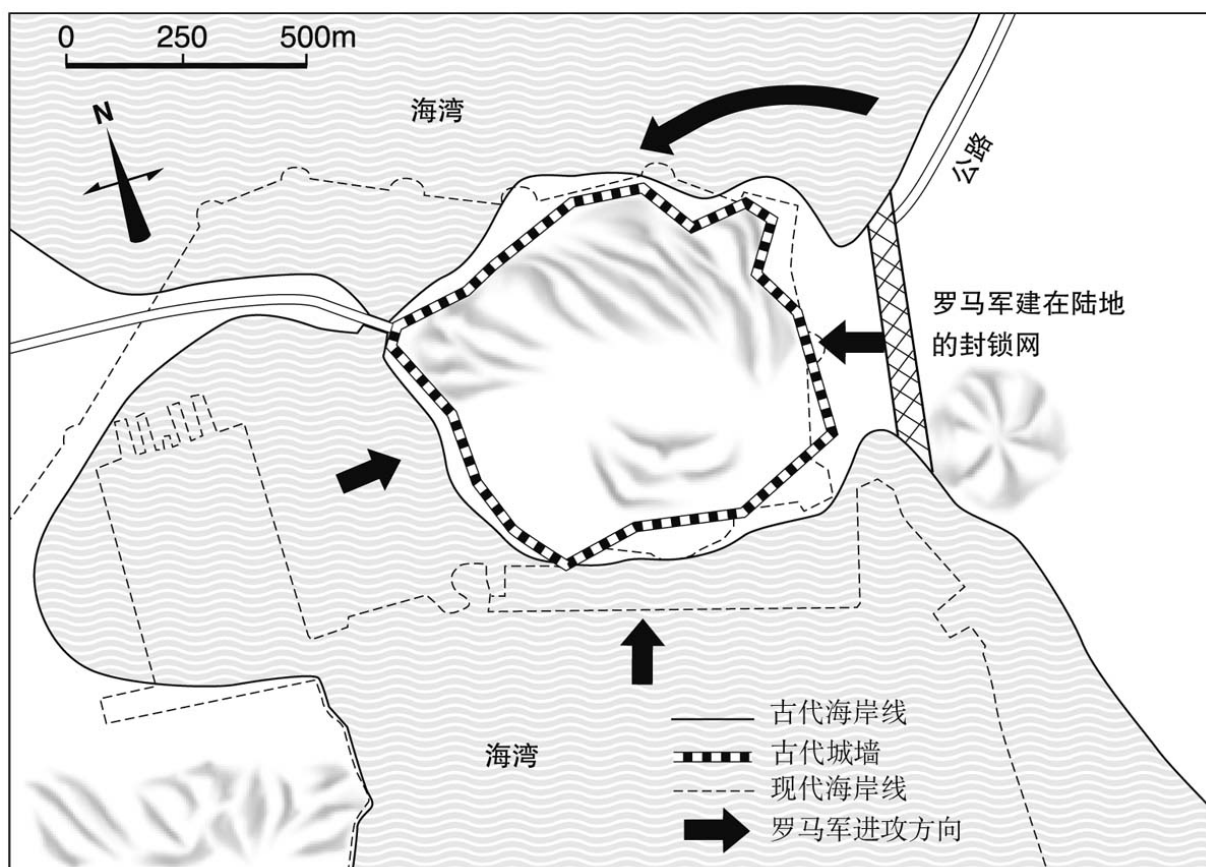 0 250 500m
N
海湾
公路
罗马军建在陆地
的封锁网
海湾
古代海岸线
古代城墙
现代海岸线
罗马军进攻方向